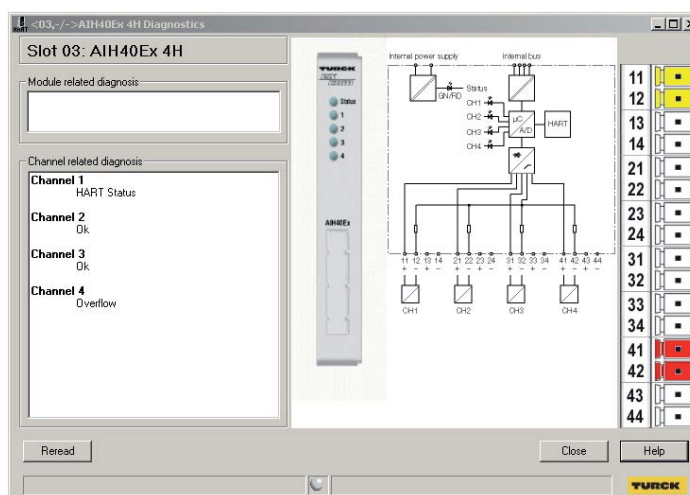 <03,-/->AIH40Ex 4H Diagnostics
HART
Slot 03: AIH40Ex 4H
Module related diagnosis
Channel related diagnosis
Channel 1
HART Status
Channel 2
Ok
Channel 3
Ok
Channel 4
Overflow
TURCK
Status
1
2
3
4
AIH40Ex
Internal power supply
Internal bus
GN/RD
Status
CH1
CH2
CH3
CH4
µC
A/D
HART
11 12 13 14 21 22 23 24 31 32 33 34 41 42 43 44
+ − + − + − + − + − + − + − + −
CH1 CH2 CH3 CH4
11
12
13
14
21
22
23
24
31
32
33
34
41
42
43
44
Reread
Close
Help
TURCK